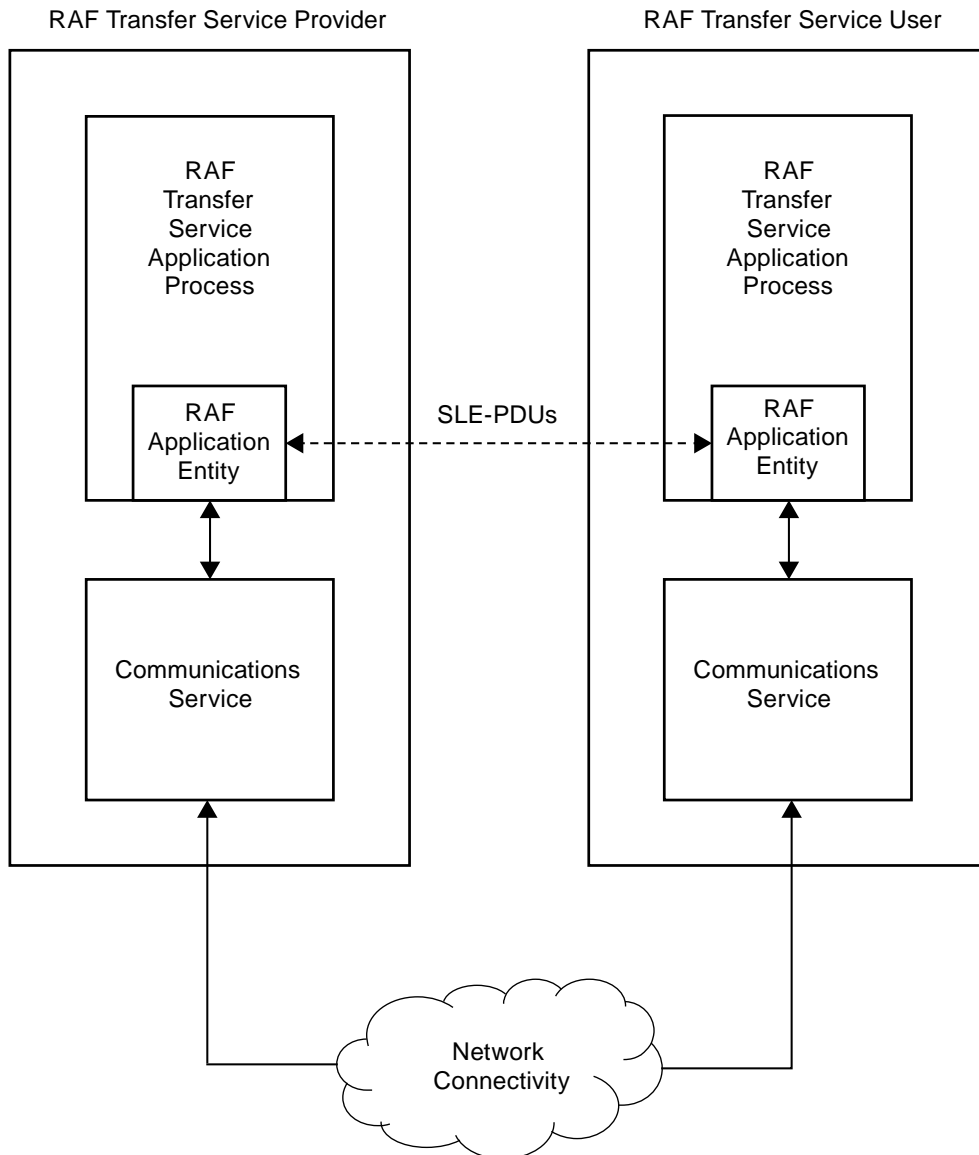 RAF Transfer Service Provider
RAF Transfer Service User
RAF
Transfer
Service
Application
Process
RAF
Transfer
Service
Application
Process
RAF
Application
Entity
SLE-PDUs
RAF
Application
Entity
Communications
Service
Communications
Service
Network
Connectivity